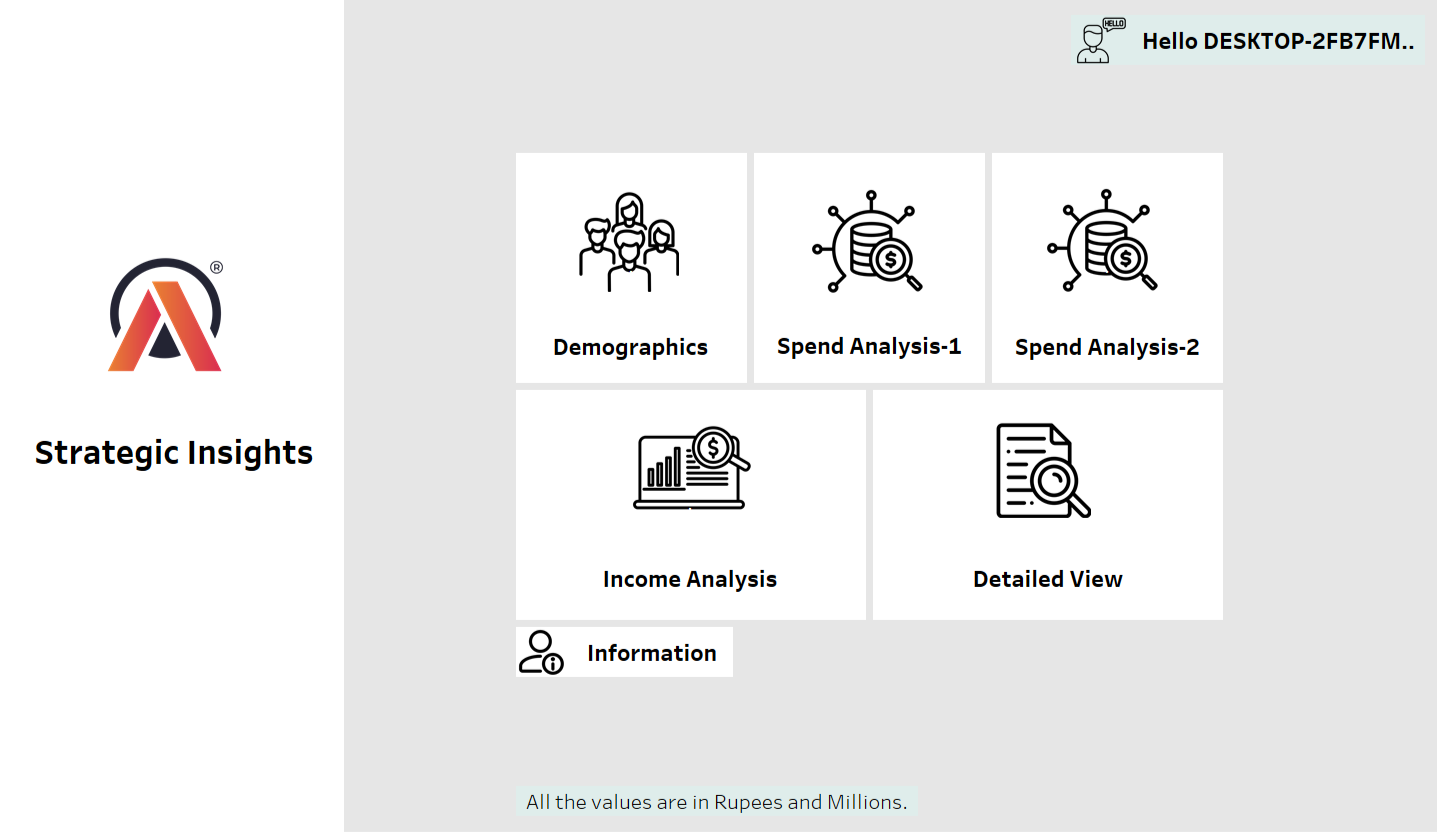 HELLO
Hello DESKTOP-2FB7FM..
Demographics
Spend Analysis-1
Spend Analysis-2
®
Strategic Insights
Income Analysis
Detailed View
Information
All the values are in Rupees and Millions.